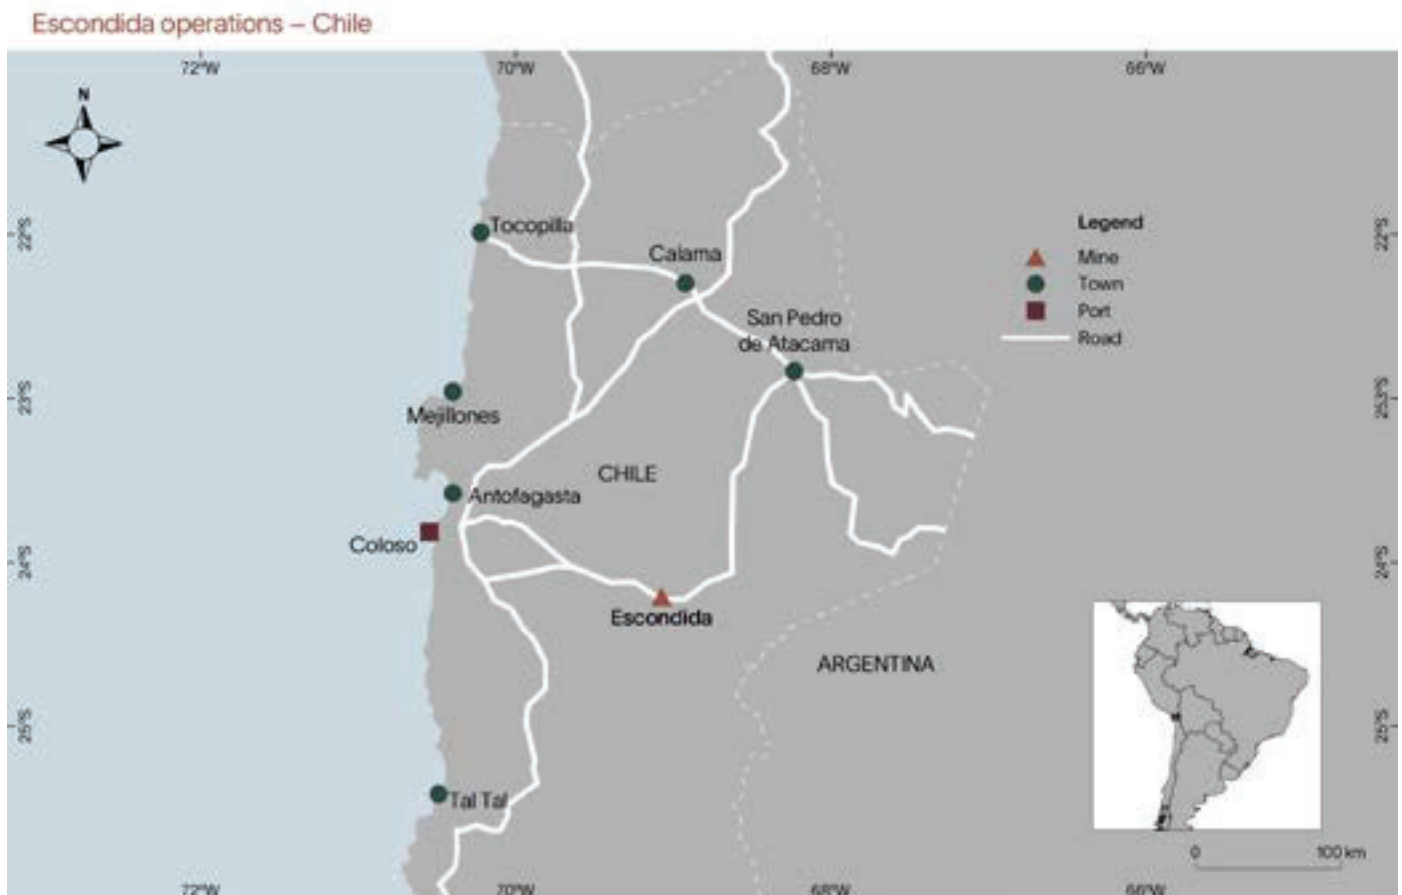 Escondida operations – Chile
72°W 70°W 68°W 66°W
N
22°S
22°S
Tocopilla
Calama
Legend
Mine
Town
Port
Road
San Pedro
de Atacama
23°S
23°S
Mejillones
CHILE
Antofagasta
Coloso
24°S
24°S
Escondida
ARGENTINA
25°S
25°S
Tal Tal
0 100 km
72°W 70°W 68°W 66°W